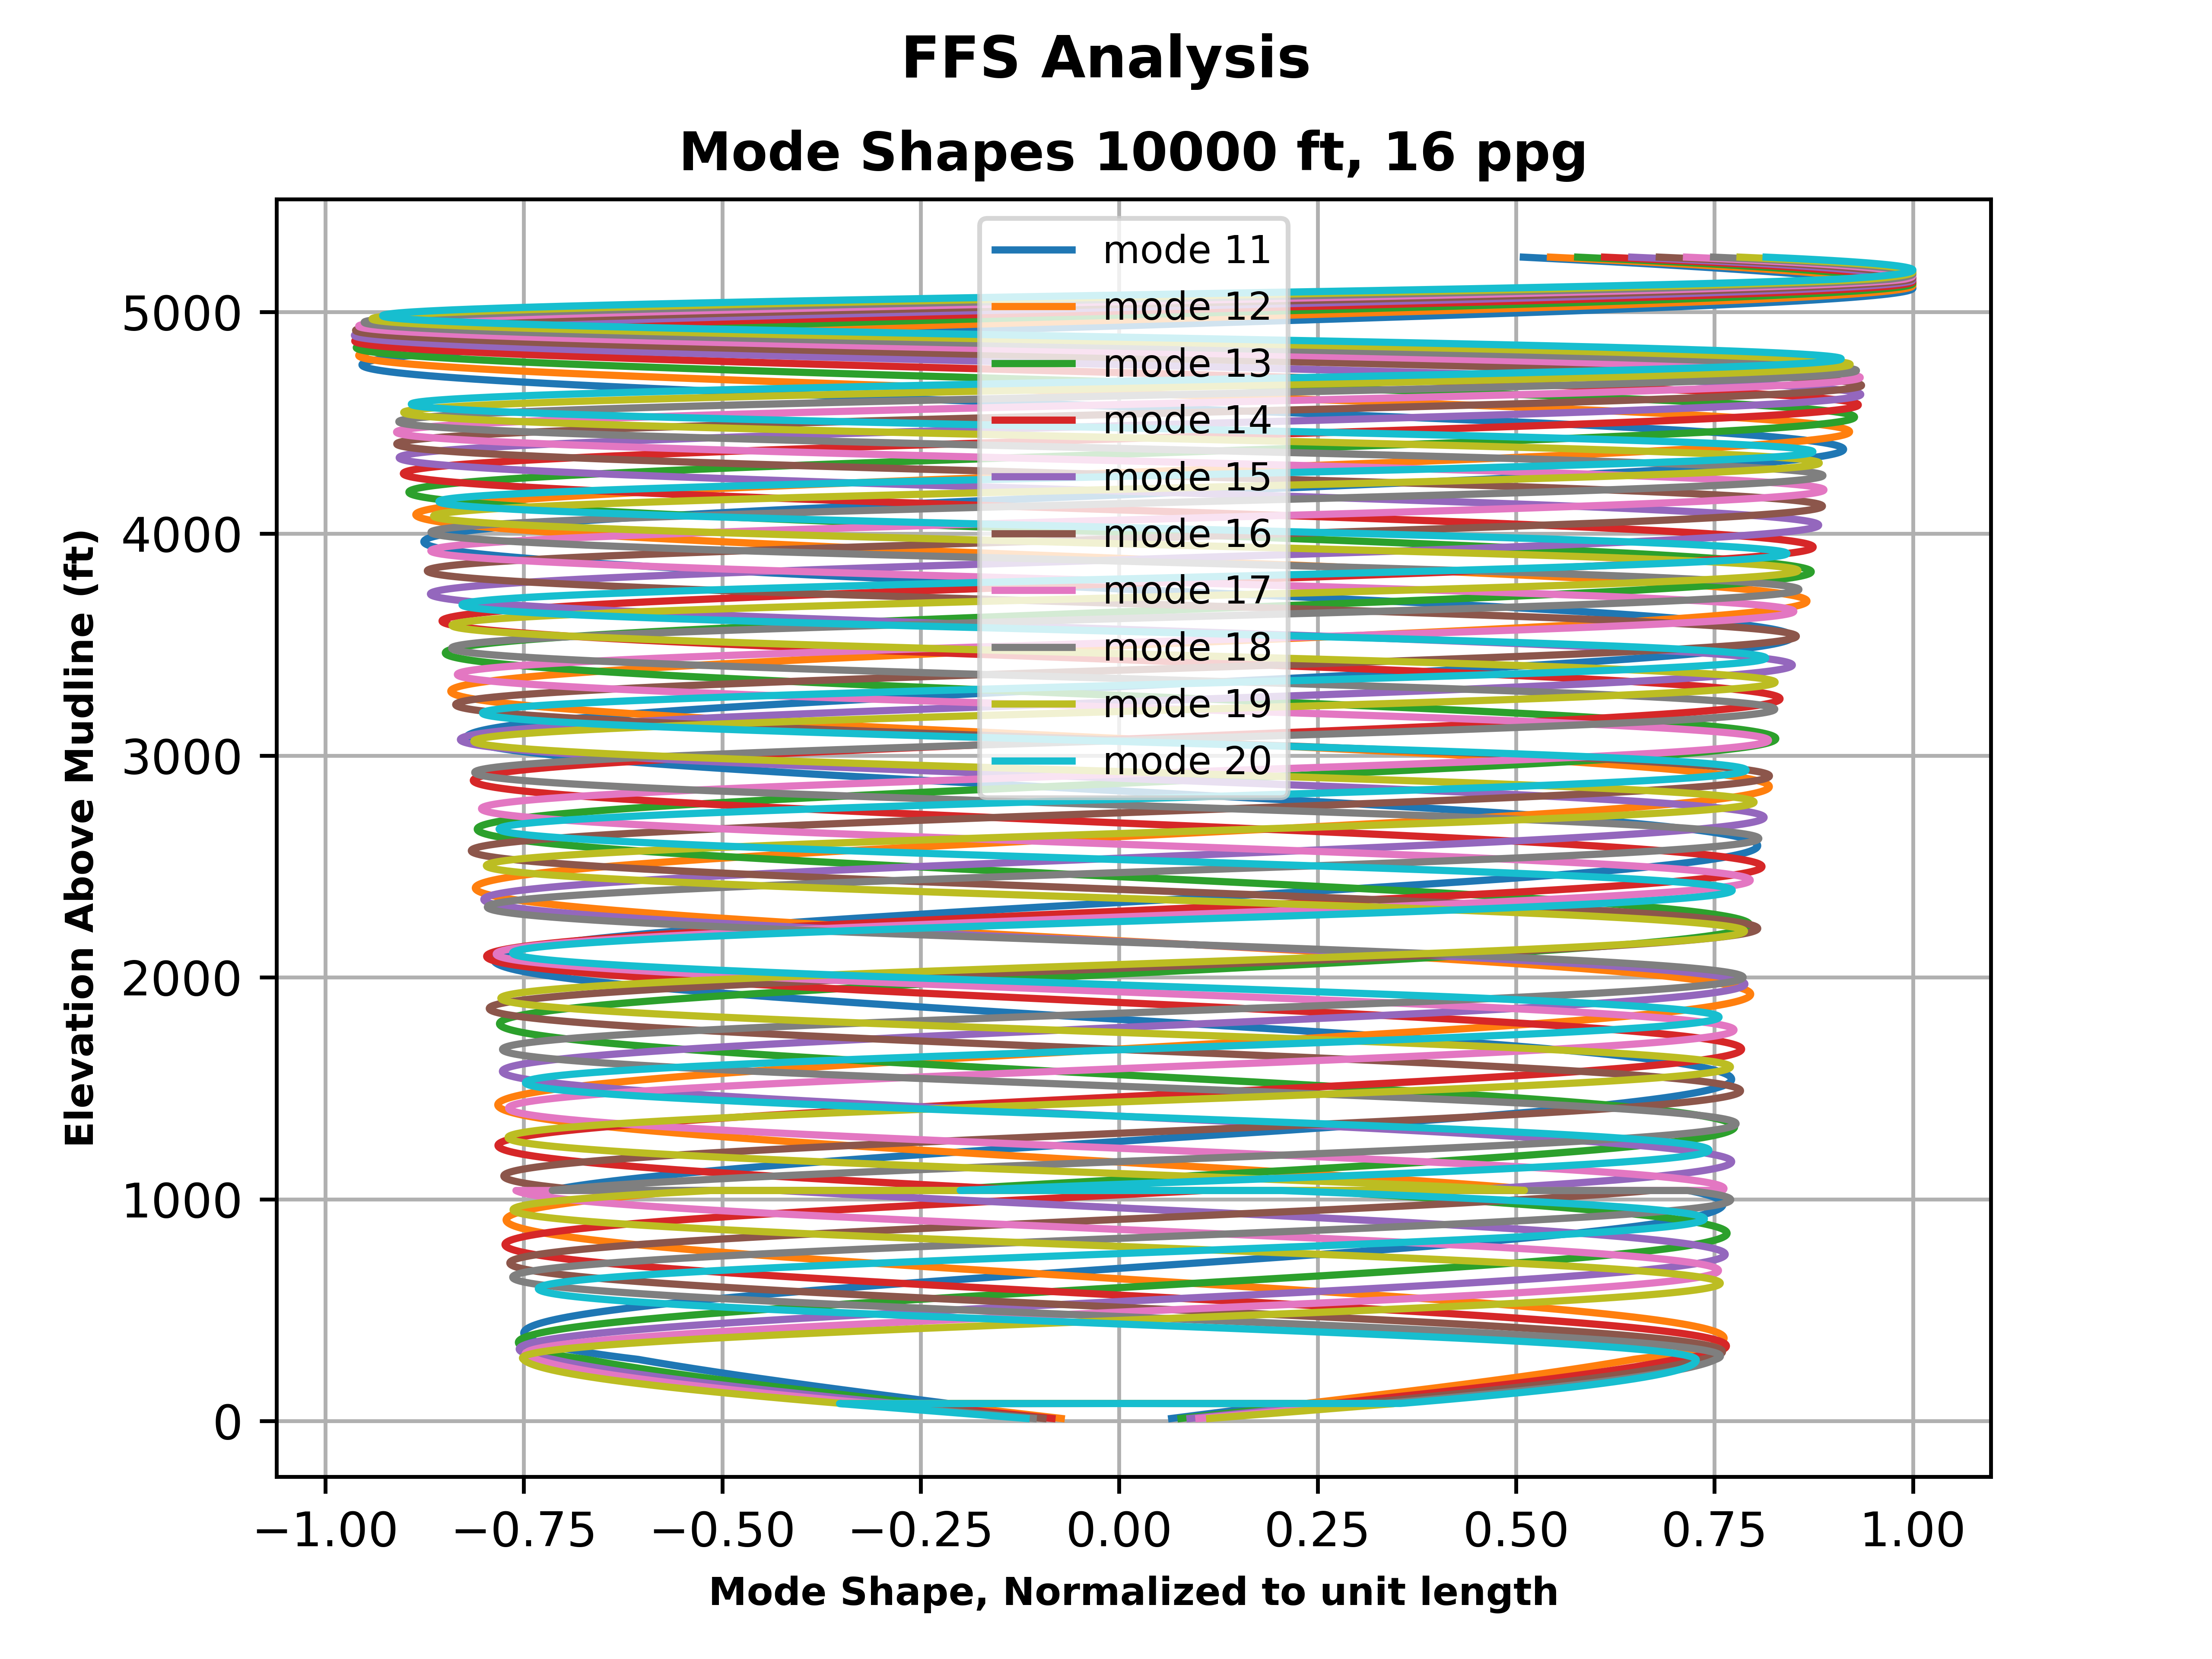 FFS Analysis
Mode Shapes 10000 ft, 16 ppg
mode 11
mode 12
mode 13
mode 14
mode 15
mode 16
mode 17
mode 18
mode 19
mode 20
Elevation Above Mudline (ft)
5000
4000
3000
2000
1000
0
−1.00 −0.75 −0.50 −0.25 0.00 0.25 0.50 0.75 1.00
Mode Shape, Normalized to unit length